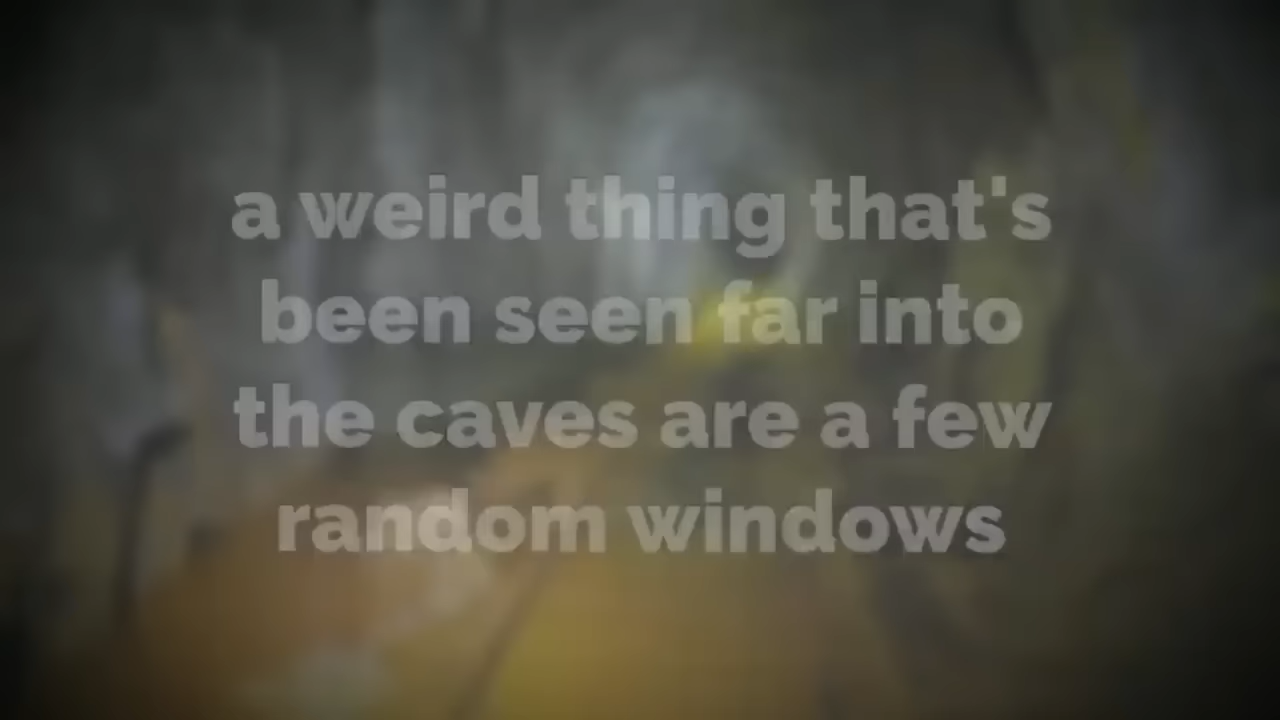 a weird thing that's
been seen far into
the caves are a few
random windows